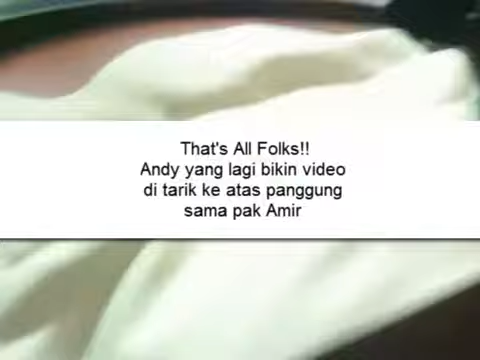 That's All Folks!!
Andy yang lagi bikin video
di tarik ke atas panggung
sama pak Amir